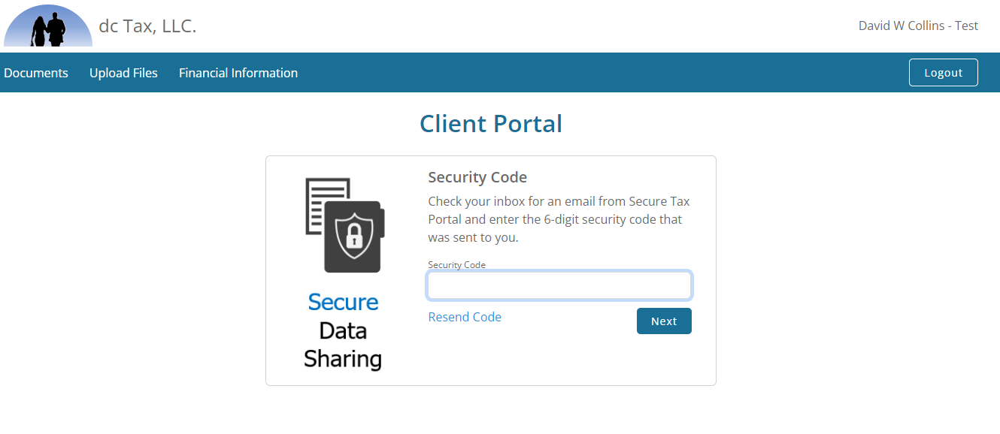 dc Tax, LLC.
David W Collins - Test
Documents
Upload Files
Financial Information
Logout
Client Portal
Secure
Data
Sharing
Security Code
Check your inbox for an email from Secure Tax
Portal and enter the 6-digit security code that
was sent to you.
Security Code
Resend Code
Next